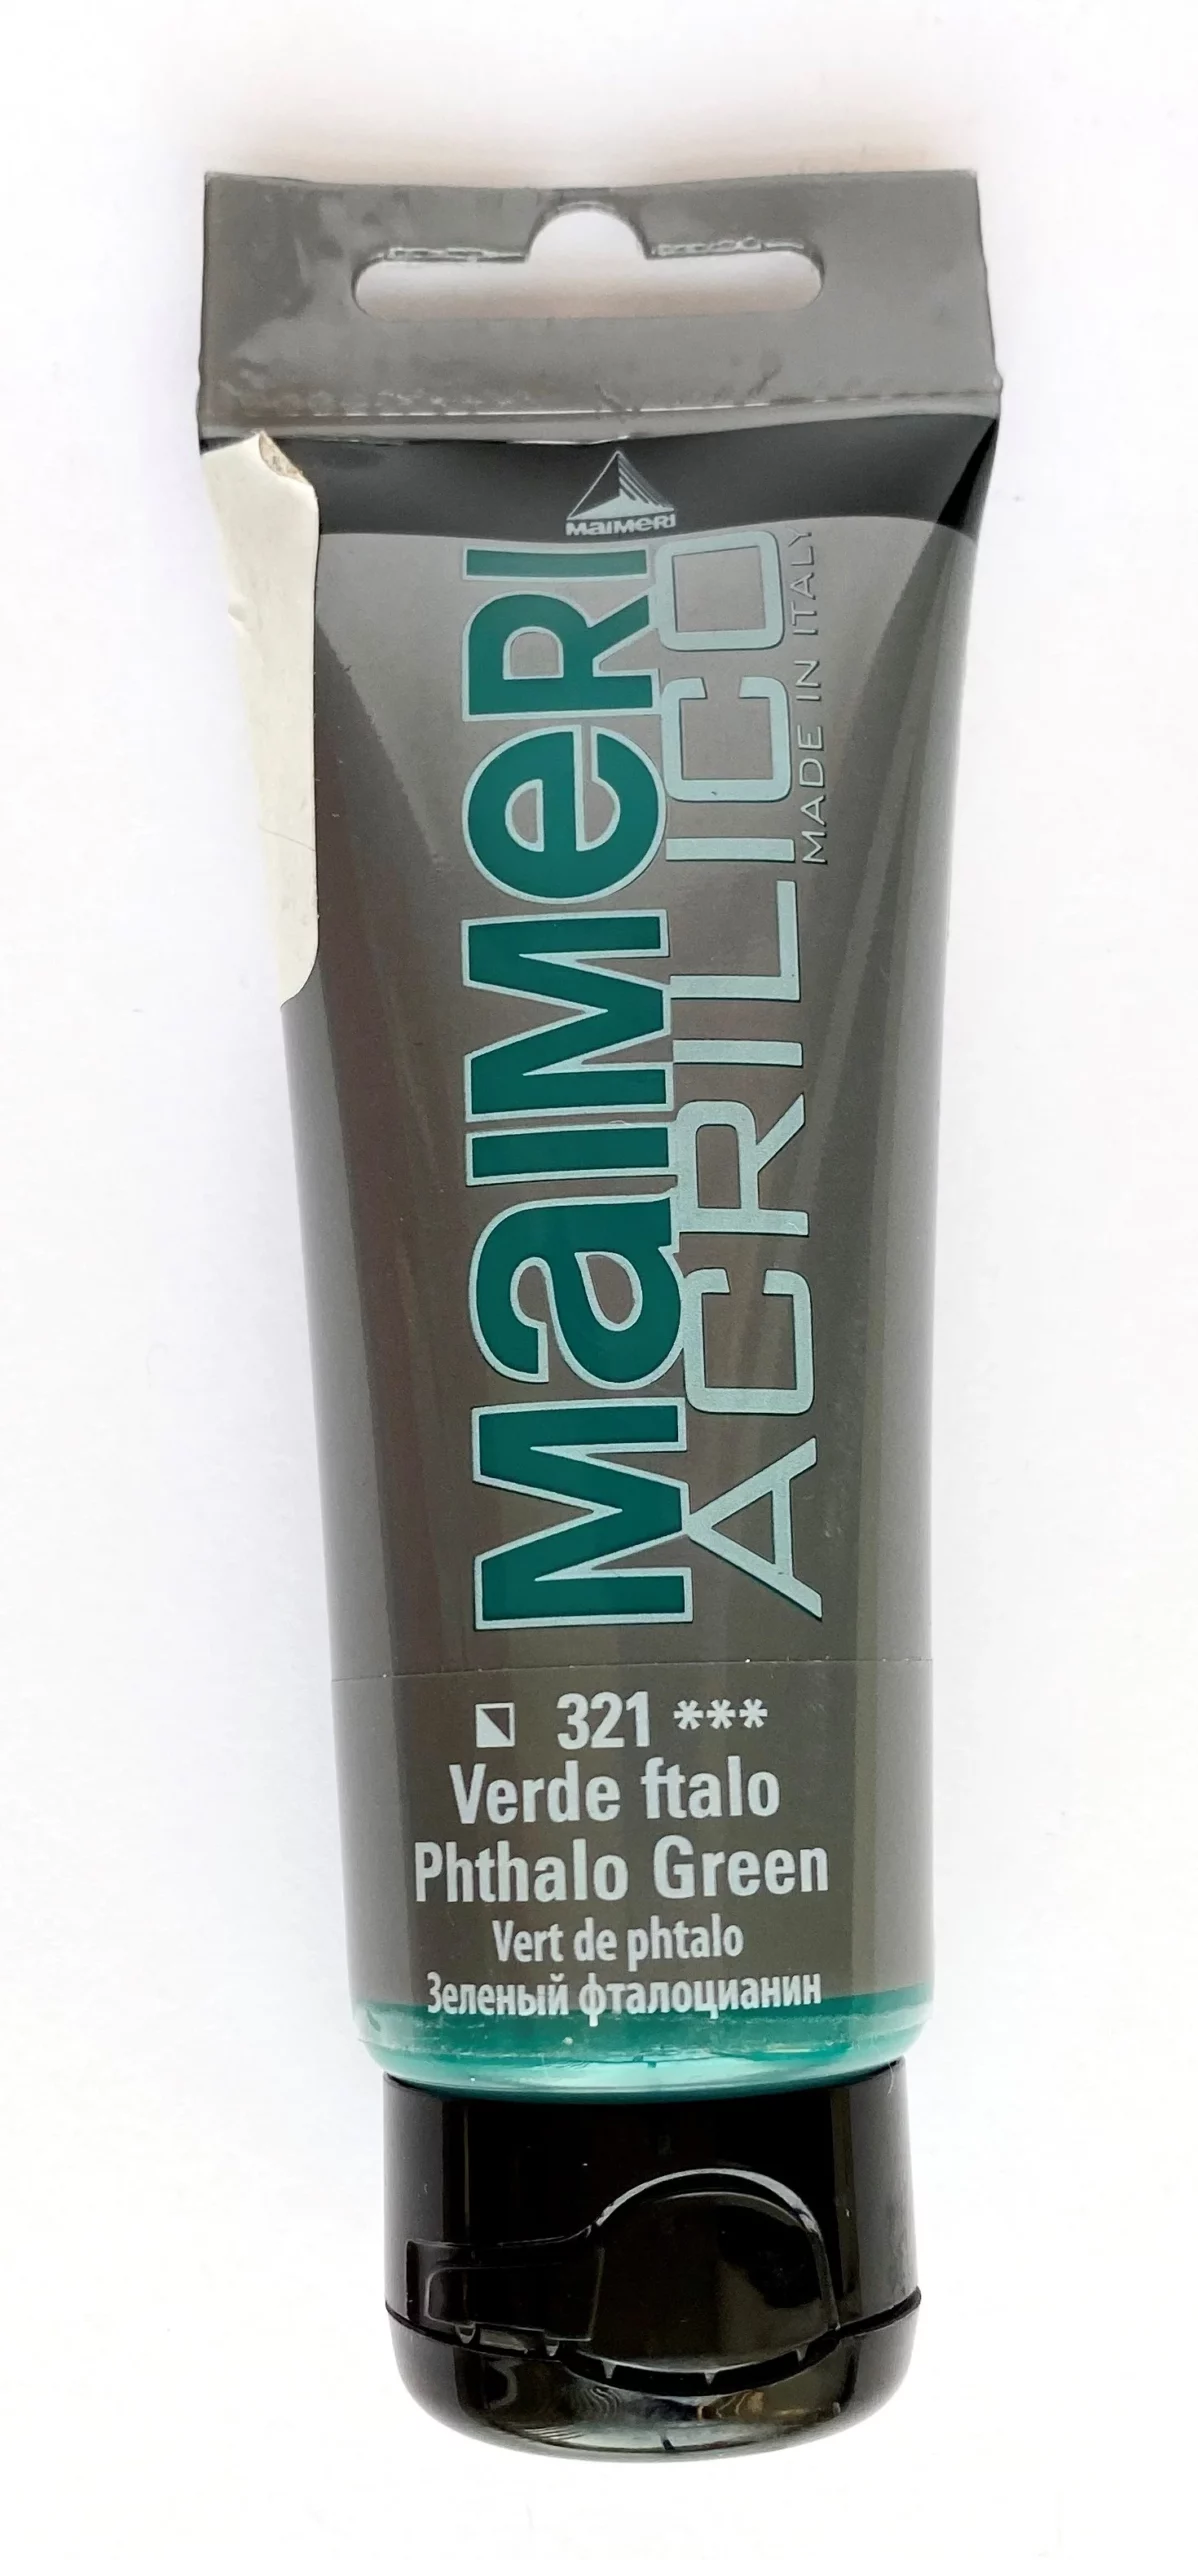 MaIMeRI
MaIMeRI
ACRILICO
MADE IN ITALY
321 ***
Verde ftalo
Phthalo Green
Vert de phtalo
Зеленый фталоцианин